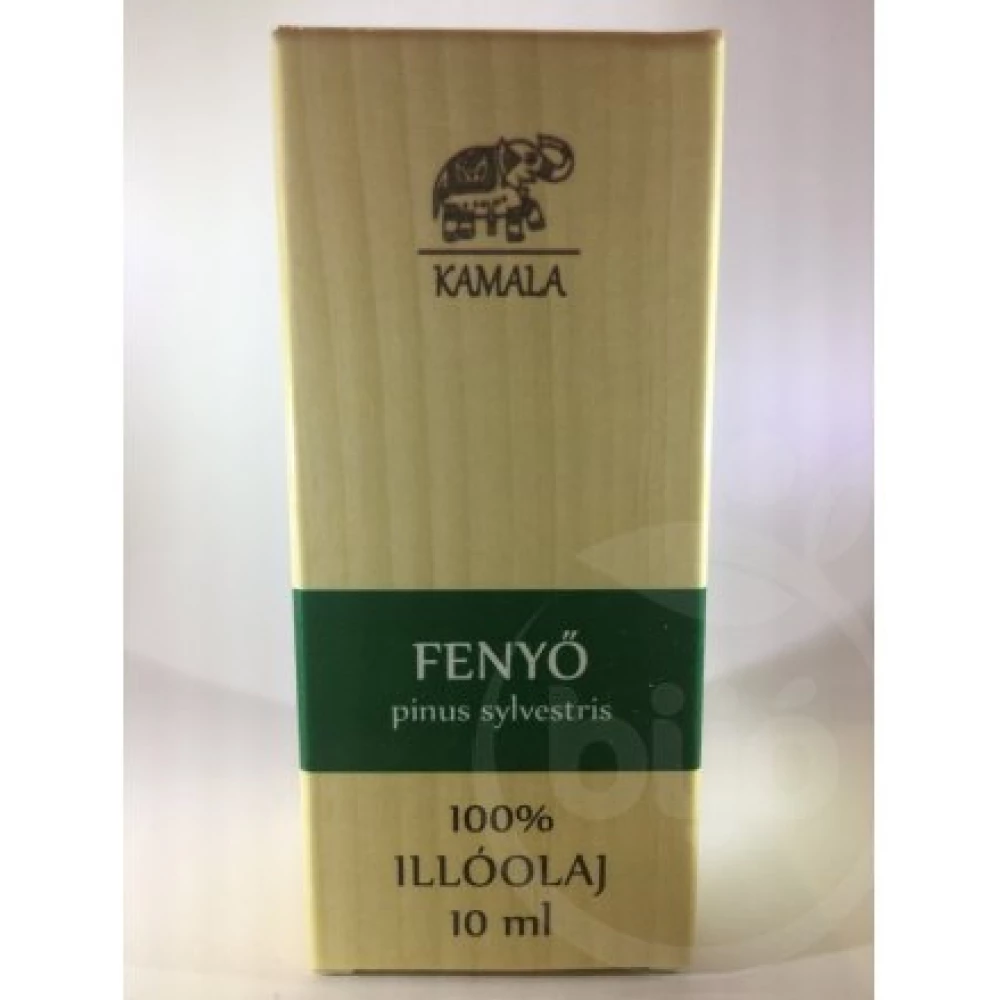 KAMALA
FENYŐ
pinus sylvestris
100%
ILLÓOLAJ
10 ml